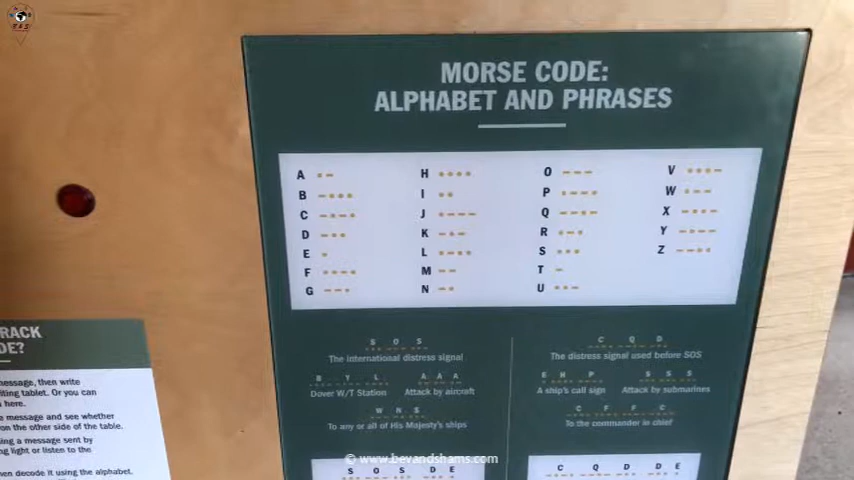 MORSE CODE:
ALPHABET AND PHRASES
A •–
B –•••
C –•–•
D –••
E •
F ••–•
G ––•
H ••••
I ••
J •–––
K –•–
L •–••
M ––
N –•
O –––
P •––•
Q ––•–
R •–•
S •••
T –
U ••–
V •••–
W •––
X –••–
Y –•––
Z ––••
S O S
The international distress signal
B Y L
Dover W/T Station
A A A
Attack by aircraft
W N S
To any or all of His Majesty's ships
C Q D
The distress signal used before SOS
A ship's call sign
S S S
Attack by submarines
C F F C
To the commander in chief
S O S D E
C Q D D E
RACK
DE?
message, then write
iting tablet. Or you can
here.
e message and see whether
on the other side of the table.
ing a message sent by
ng light or listen to the
en decode it using the alphabet.
© www.bevandshams.com